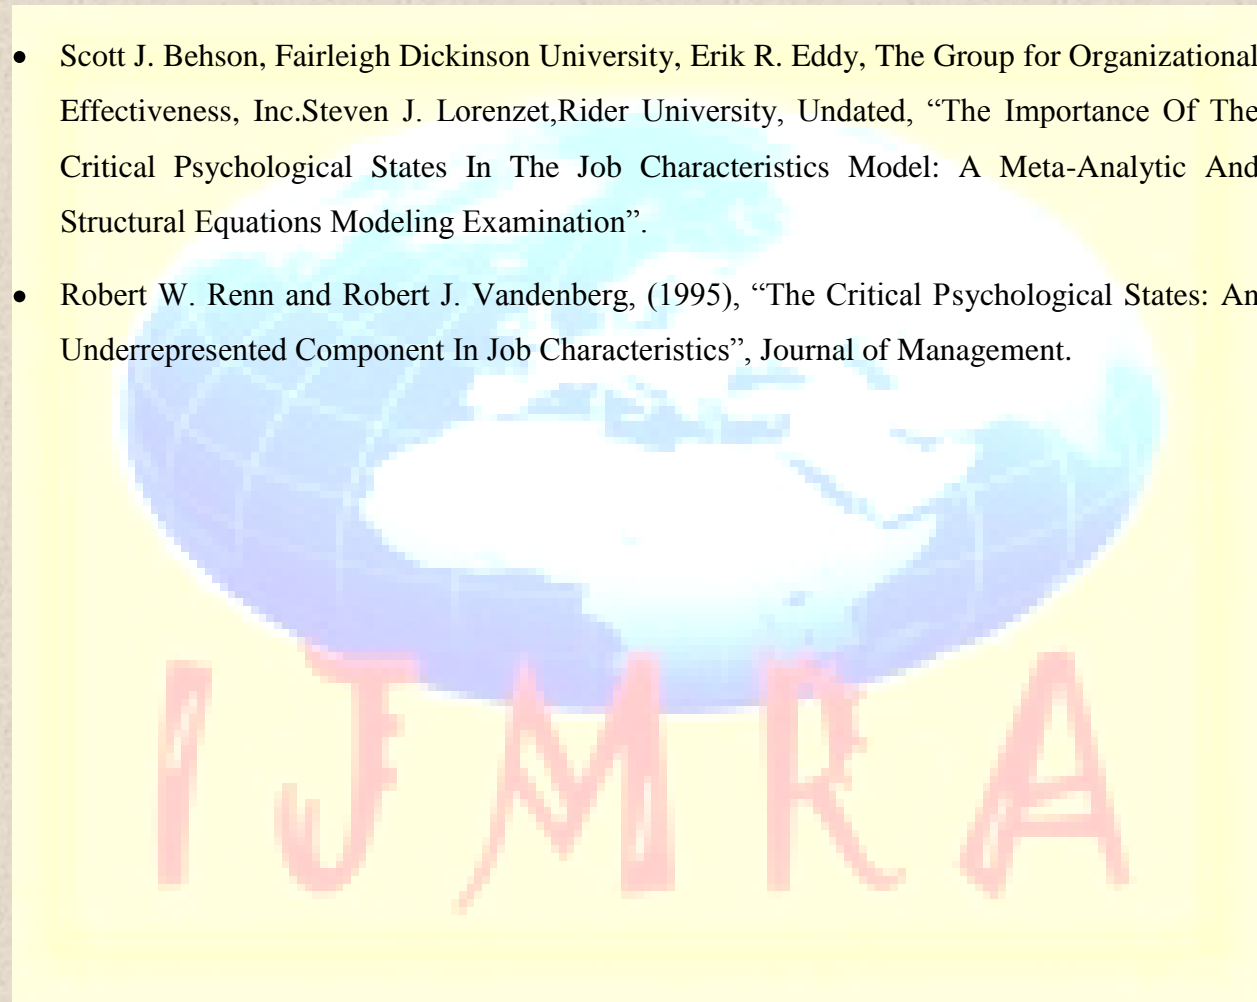 • Scott J. Behson, Fairleigh Dickinson University, Erik R. Eddy, The Group for Organizational
Effectiveness, Inc.Steven J. Lorenzet,Rider University, Undated, “The Importance Of The
Critical Psychological States In The Job Characteristics Model: A Meta-Analytic And
Structural Equations Modeling Examination”.
• Robert W. Renn and Robert J. Vandenberg, (1995), “The Critical Psychological States: An
Underrepresented Component In Job Characteristics”, Journal of Management.
IJMRA